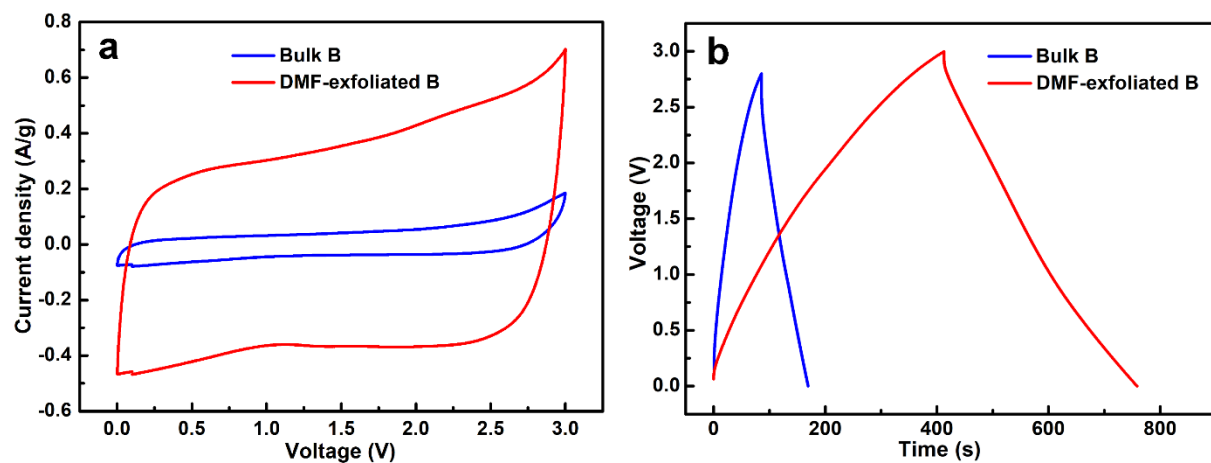 a
Bulk B
DMF-exfoliated B
Current density (A/g)
0.8
0.6
0.4
0.2
0.0
-0.2
-0.4
-0.6
0.0 0.5 1.0 1.5 2.0 2.5 3.0
Voltage (V)
b
Bulk B
DMF-exfoliated B
Voltage (V)
3.0
2.5
2.0
1.5
1.0
0.5
0.0
0 200 400 600 800
Time (s)